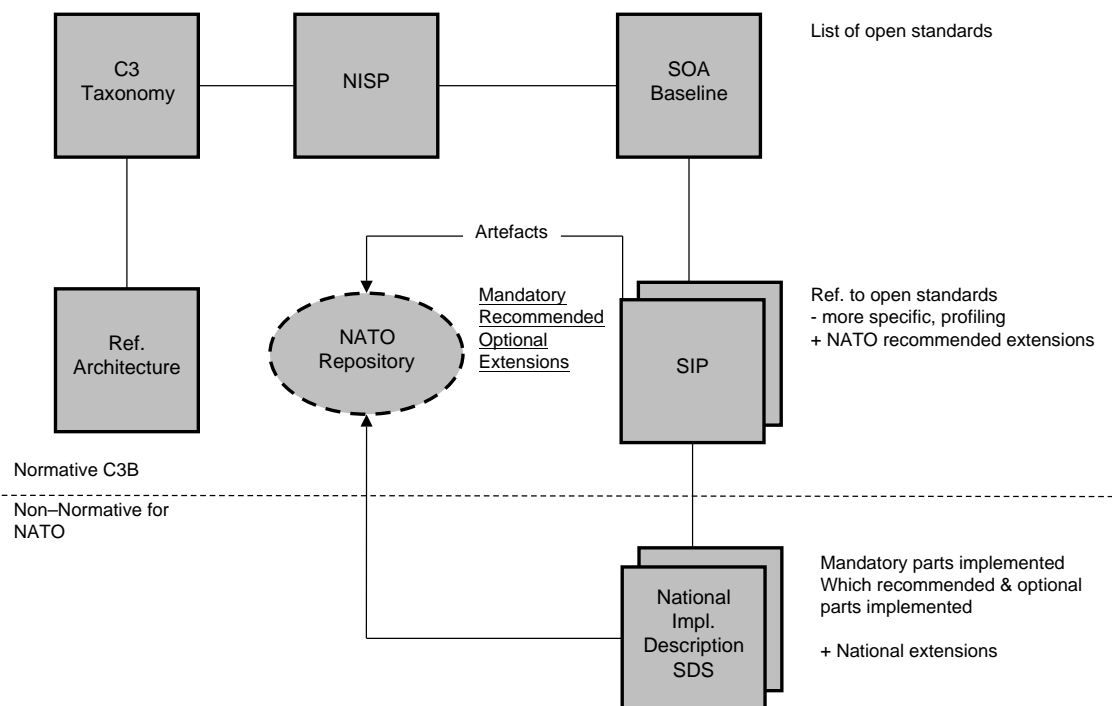 C3
Taxonomy
NISP
SOA
Baseline
List of open standards
Artefacts
Ref.
Architecture
NATO
Repository
Mandatory
Recommended
Optional
Extensions
SIP
Ref. to open standards
- more specific, profiling
+ NATO recommended extensions
Normative C3B
Non–Normative for
NATO
National
Impl.
Description
SDS
Mandatory parts implemented
Which recommended & optional
parts implemented
+ National extensions